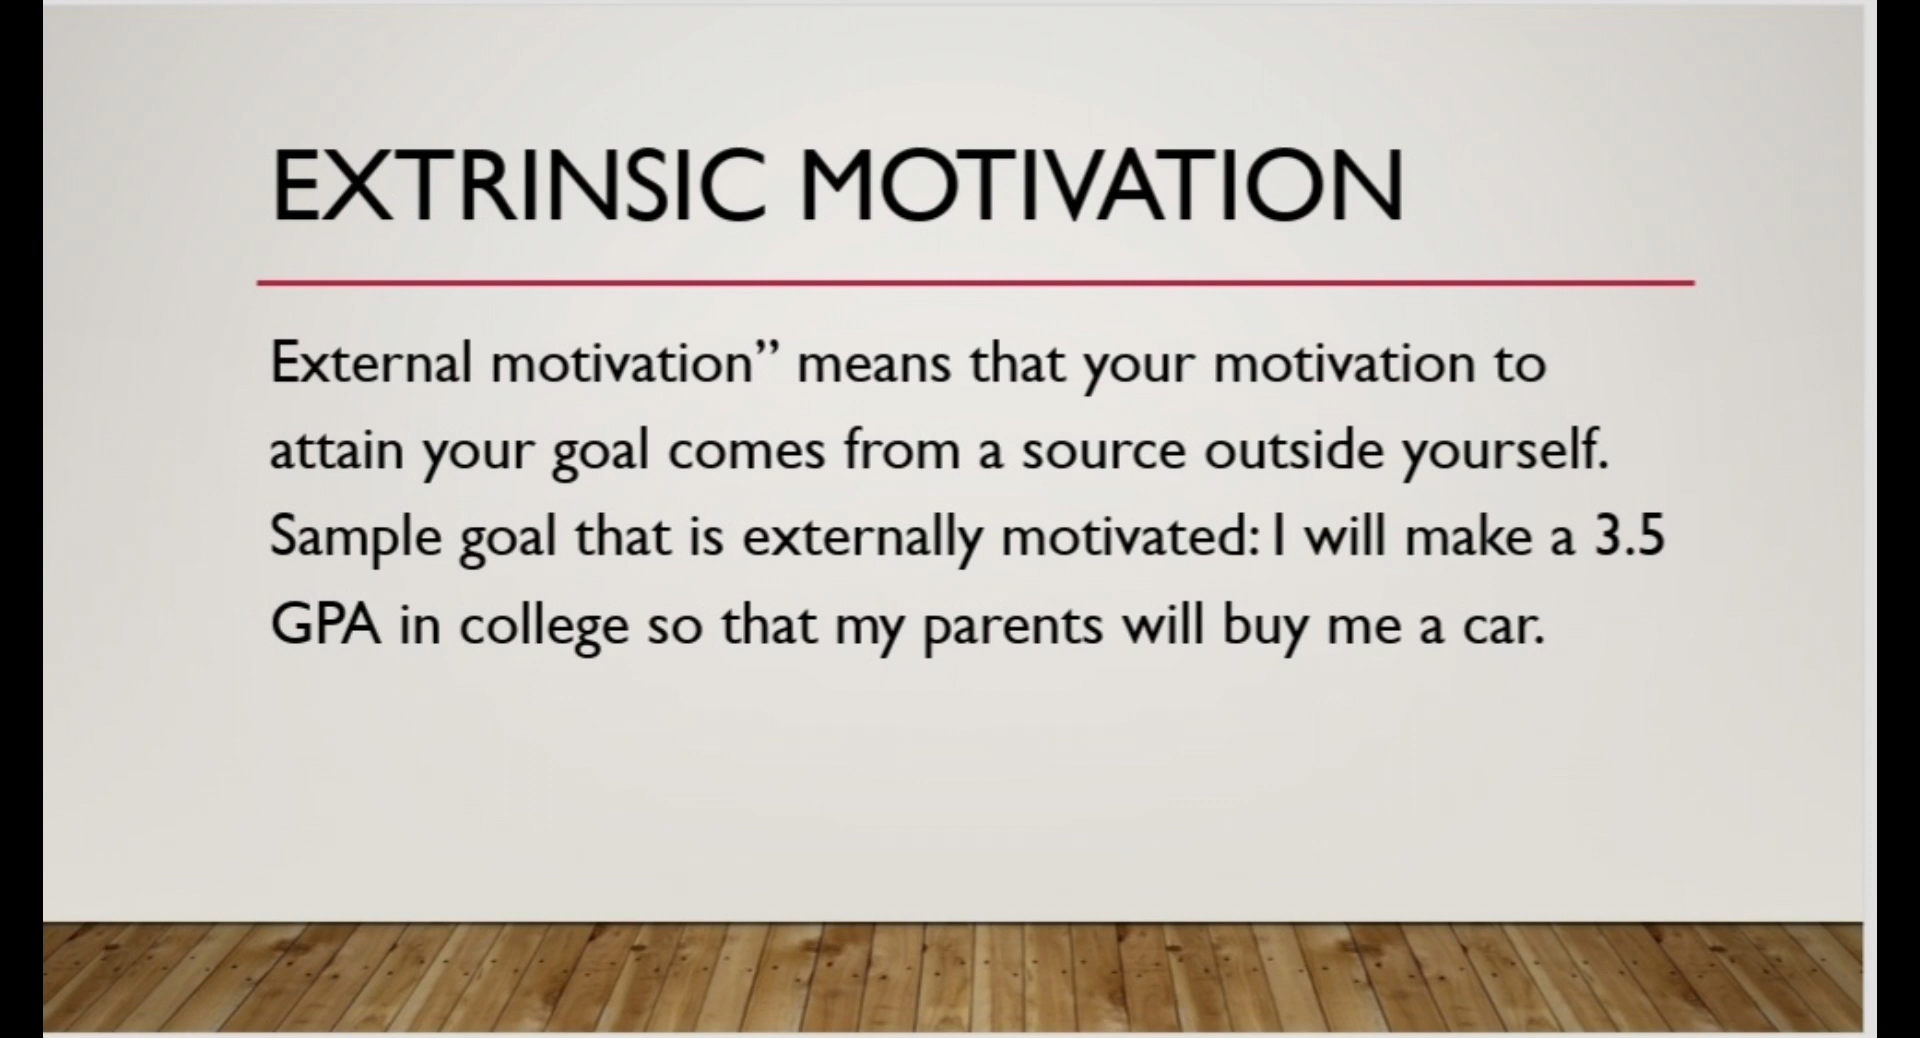 EXTRINSIC MOTIVATION
External motivation” means that your motivation to
attain your goal comes from a source outside yourself.
Sample goal that is externally motivated: I will make a 3.5
GPA in college so that my parents will buy me a car.